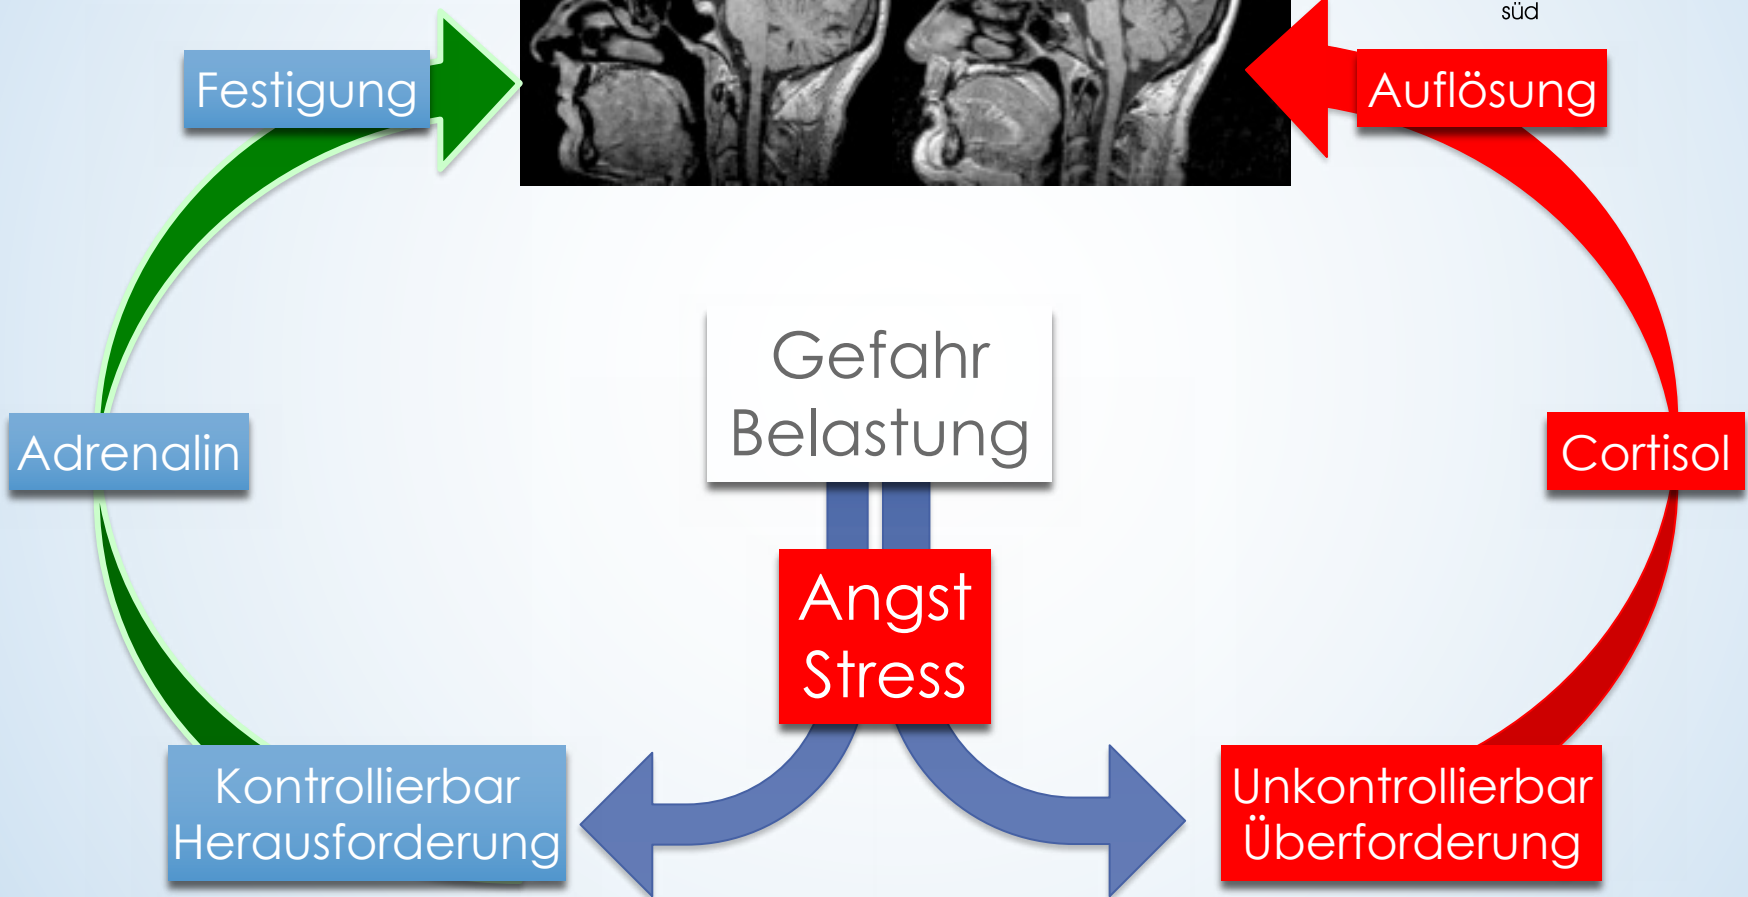 süd
Festigung
Auflösung
Gefahr
Belastung
Adrenalin
Cortisol
Angst
Stress
Kontrollierbar
Herausforderung
Unkontrollierbar
Überforderung